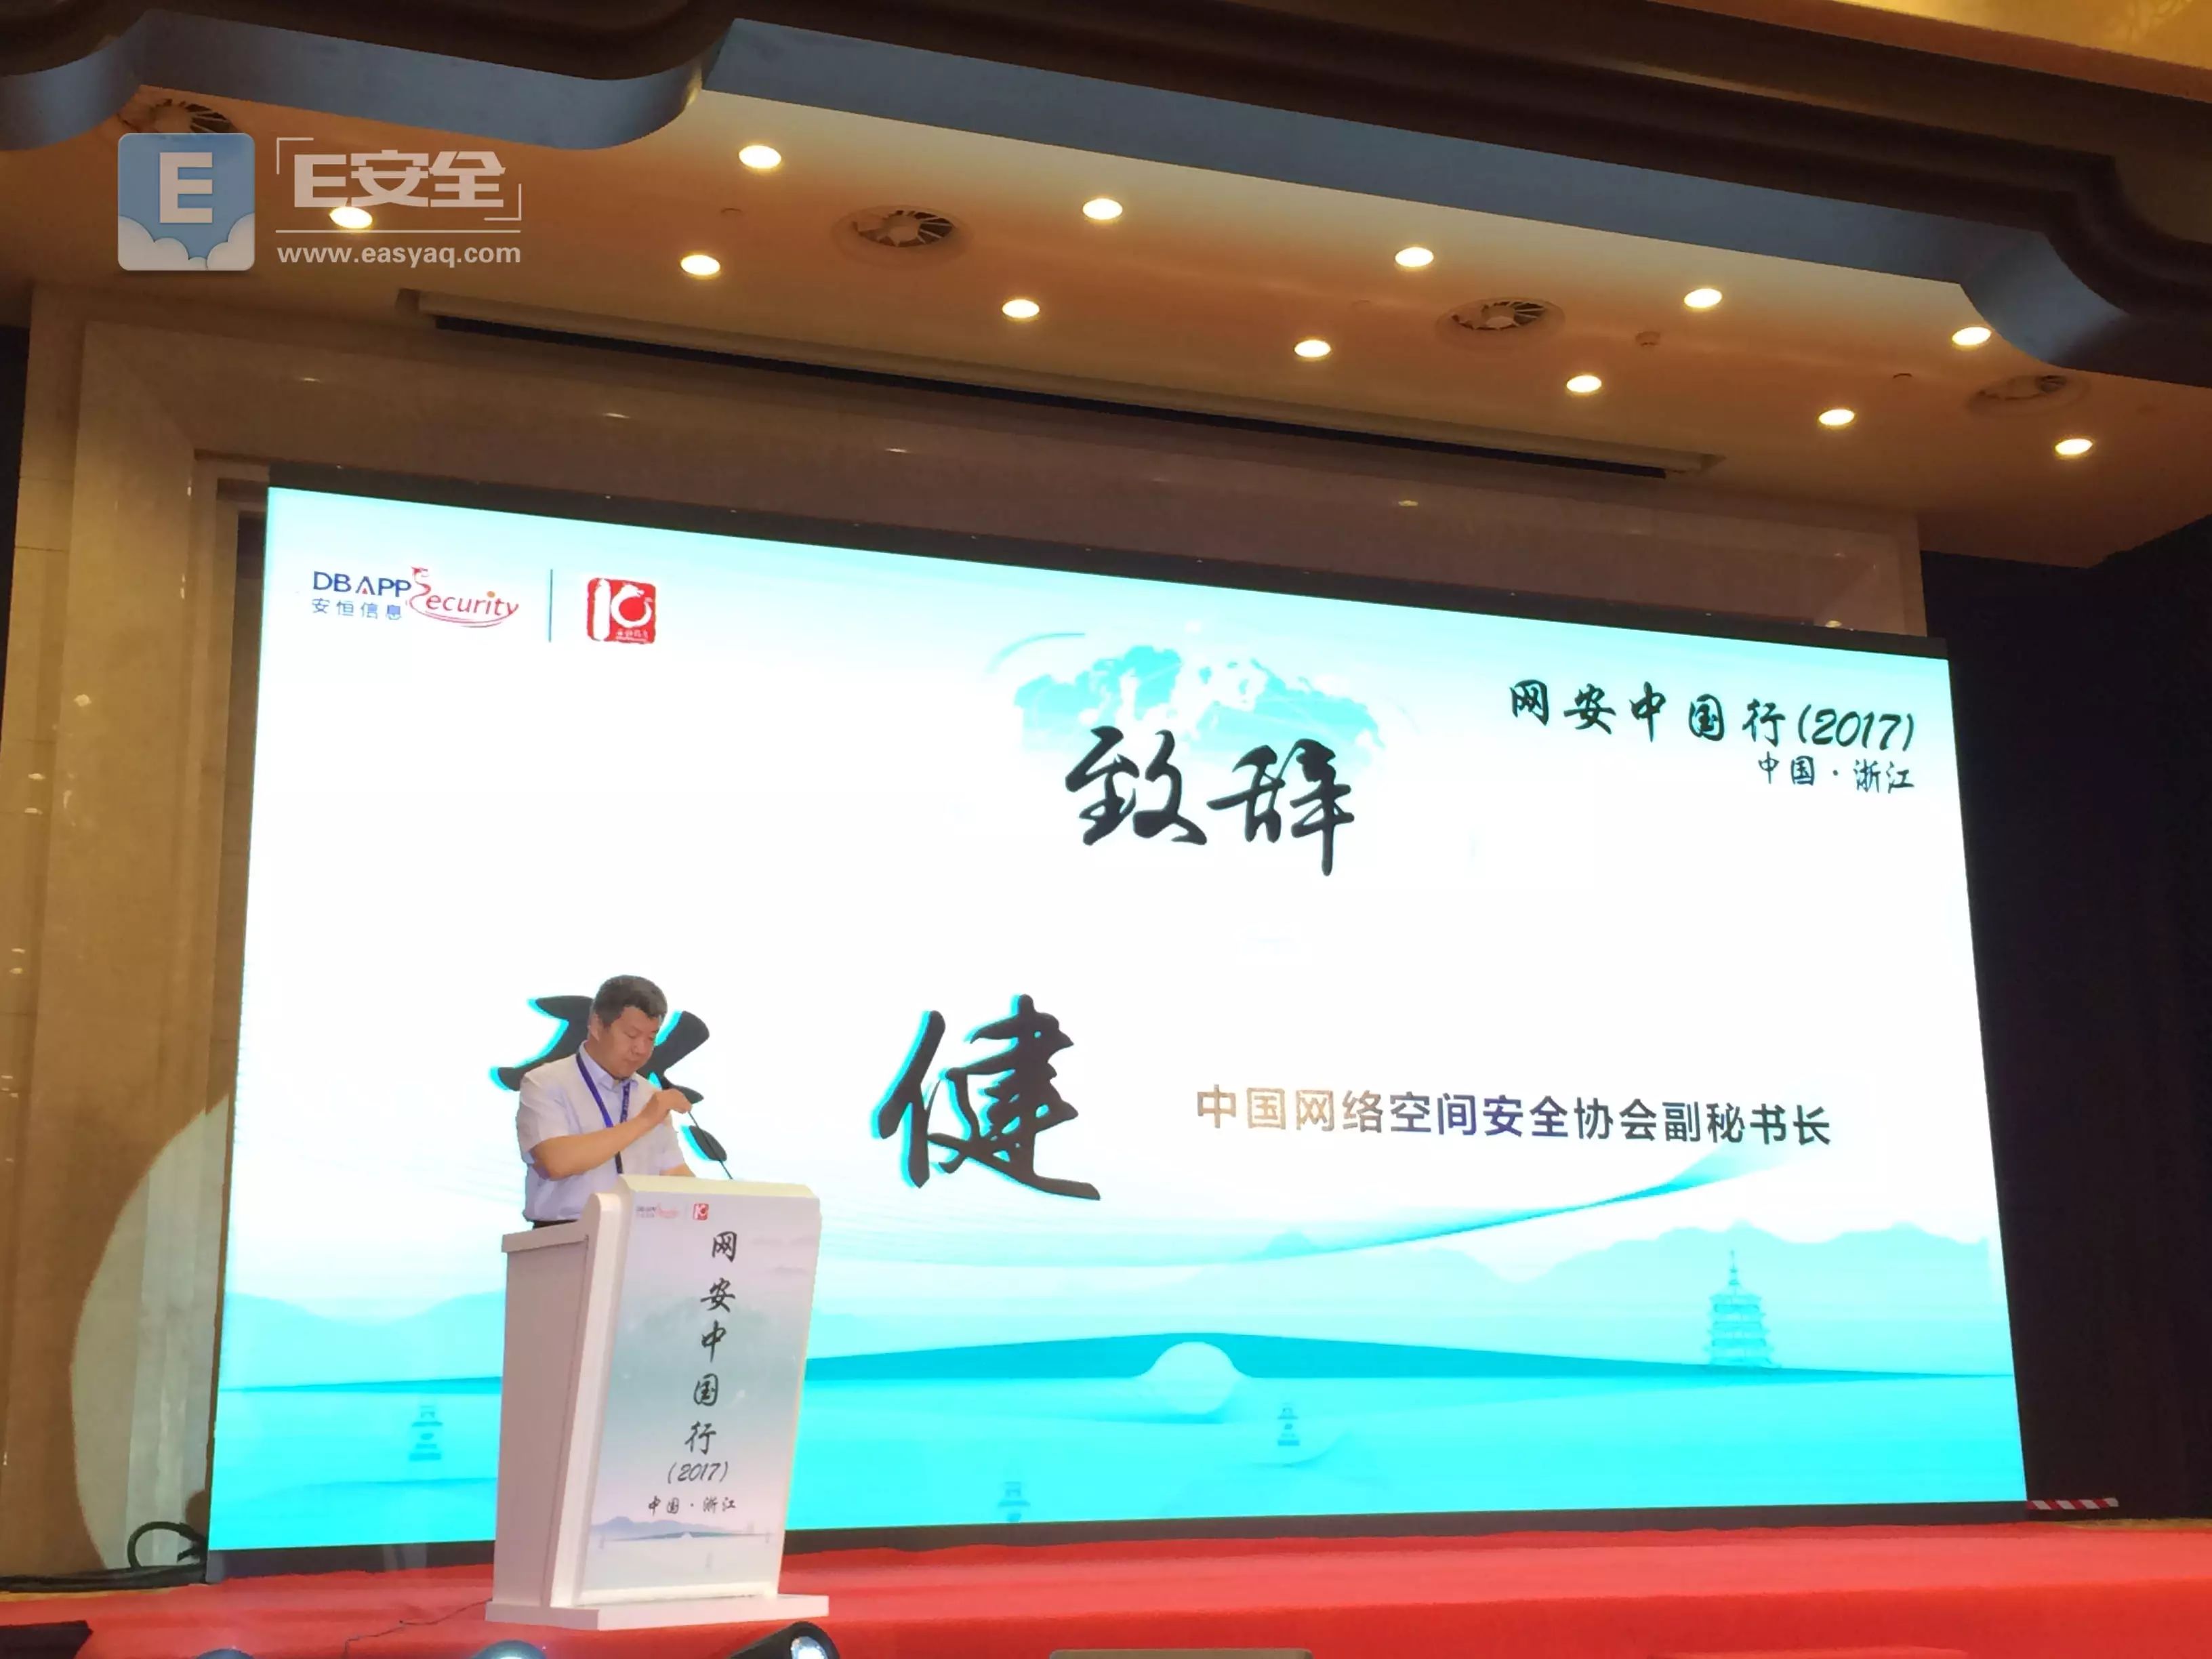 E
E安全
www.easyaq.com
DBAPPSecurity
安恒信息
10
网安中国行(2017)
中国·浙江
致辞
健
中国网络空间安全协会副秘书长
网安中国行
(2017)
中国·浙江